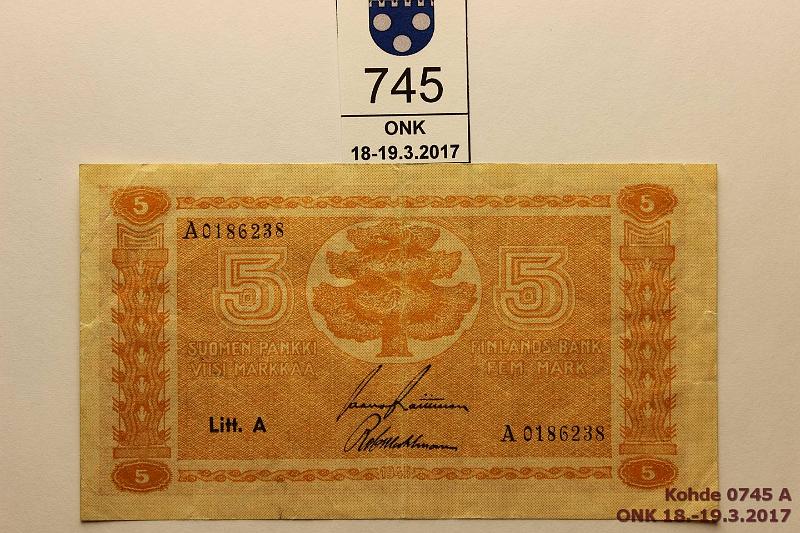 745
ONK
18-19.3.2017
5 5
A0186238
5 5
SUOMEN PANKKI FINLANDS BANK
VIISI MARKKAA FEM MARK
Litt. A
A0186238
5 5
Kohde 0745 A
ONK 18.-19.3.2017